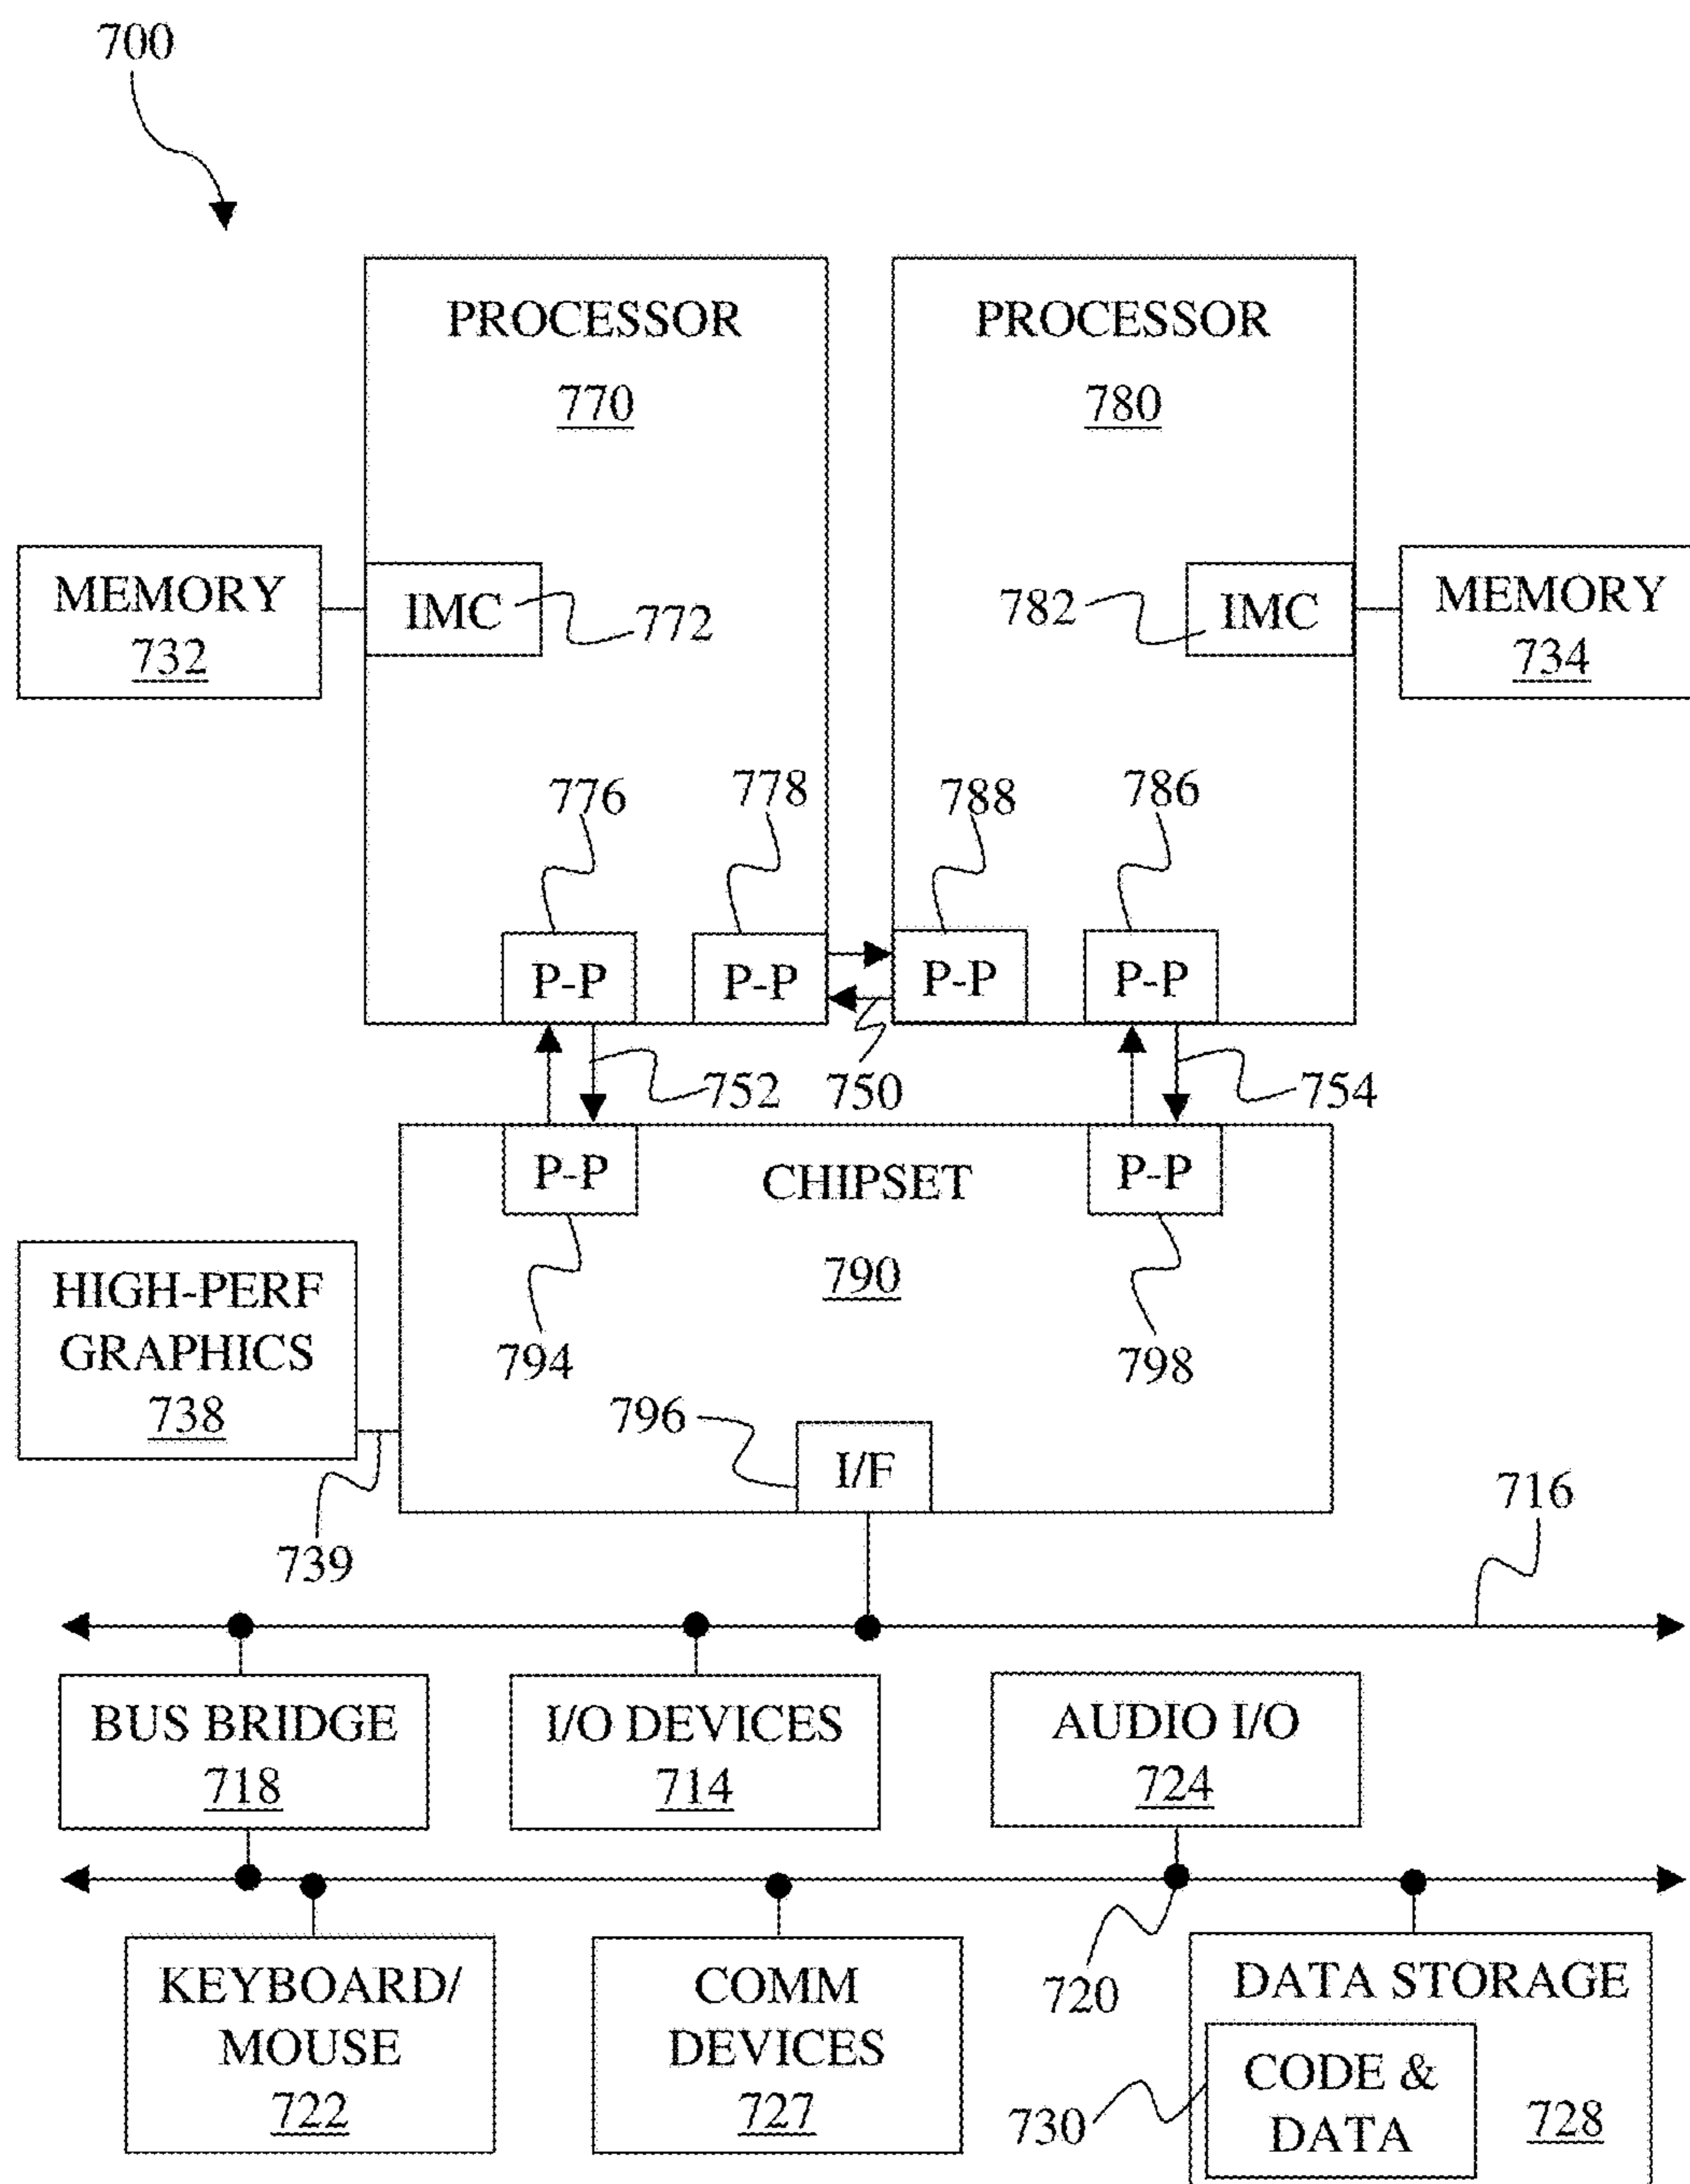 700
PROCESSOR
770
PROCESSOR
780
MEMORY
732
IMC
772
782
IMC
MEMORY
734
776
778
788
786
P-P
P-P
P-P
P-P
752
750
754
P-P
CHIPSET
P-P
790
HIGH-PERF
GRAPHICS
738
794
798
796
I/F
739
716
BUS BRIDGE
718
I/O DEVICES
714
AUDIO I/O
724
720
KEYBOARD/
MOUSE
722
COMM
DEVICES
727
DATA STORAGE
CODE &
DATA
730
728